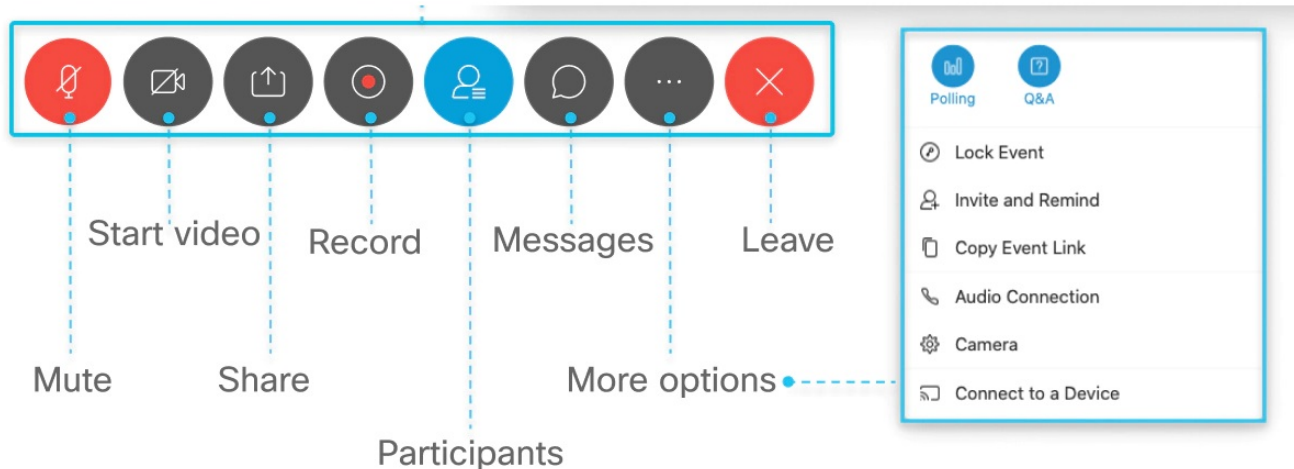 Start video
Record
Messages
Leave
Mute
Share
More options
Participants
Polling
Q&A
Lock Event
Invite and Remind
Copy Event Link
Audio Connection
Camera
Connect to a Device